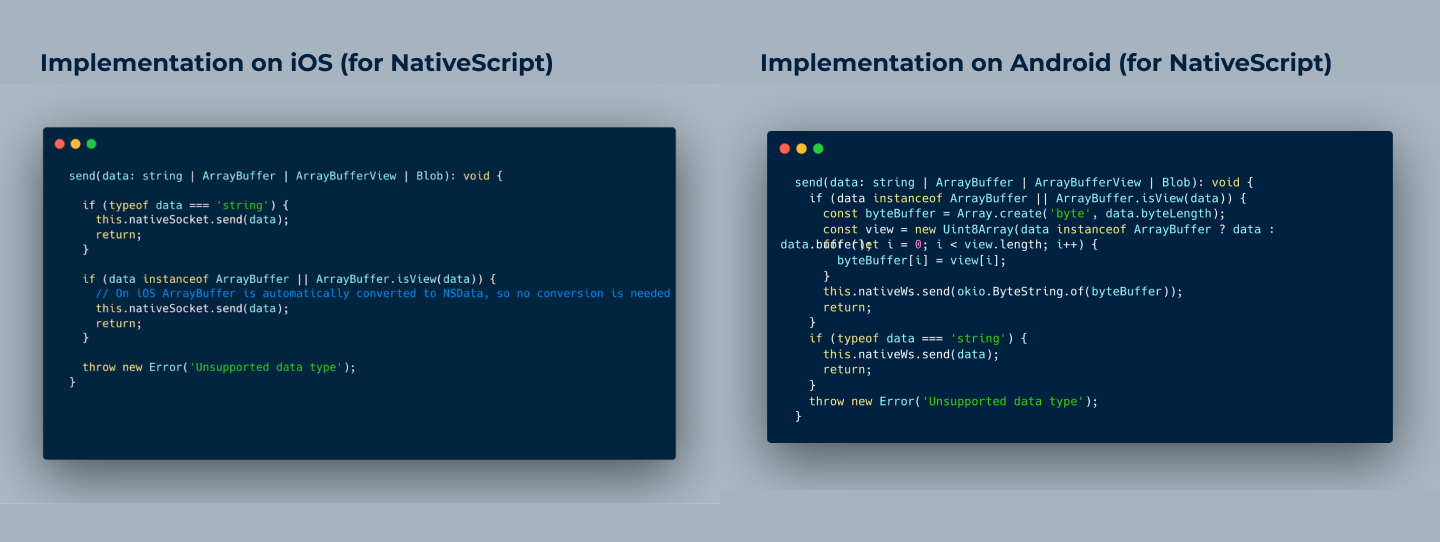 Implementation on iOS (for NativeScript)
send(data: string | ArrayBuffer | ArrayBufferView | Blob): void {
if (typeof data === 'string') {
this.nativeSocket.send(data);
return;
}
if (data instanceof ArrayBuffer || ArrayBuffer.isView(data)) {
// On iOS ArrayBuffer is automatically converted to NSData, so no conversion is needed
this.nativeSocket.send(data);
return;
}
throw new Error('Unsupported data type');
}
Implementation on Android (for NativeScript)
send(data: string | ArrayBuffer | ArrayBufferView | Blob): void {
if (data instanceof ArrayBuffer || ArrayBuffer.isView(data)) {
const byteBuffer = Array.create('byte', data.byteLength);
const view = new Uint8Array(data instanceof ArrayBuffer ? data :
data.buffer);
for (let i = 0; i < view.length; i++) {
byteBuffer[i] = view[i];
}
this.nativeWs.send(okio.ByteString.of(byteBuffer));
return;
}
if (typeof data === 'string') {
this.nativeWs.send(data);
return;
}
throw new Error('Unsupported data type');
}